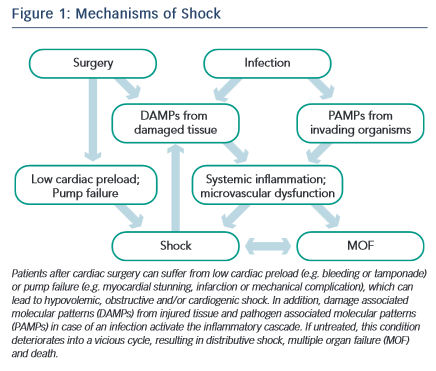 Figure 1: Mechanisms of Shock
Surgery
Infection
DAMPs from
damaged tissue
PAMPs from
invading organisms
Low cardiac preload;
Pump failure
Systemic inflammation;
microvascular dysfunction
Shock
MOF
Patients after cardiac surgery can suffer from low cardiac preload (e.g. bleeding or tamponade)
or pump failure (e.g. myocardial stunning, infarction or mechanical complication), which can
lead to hypovolemic, obstructive and/or cardiogenic shock. In addition, damage associated
molecular patterns (DAMPs) from injured tissue and pathogen associated molecular patterns
(PAMPs) in case of an infection activate the inflammatory cascade. If untreated, this condition
deteriorates into a vicious cycle, resulting in distributive shock, multiple organ failure (MOF)
and death.